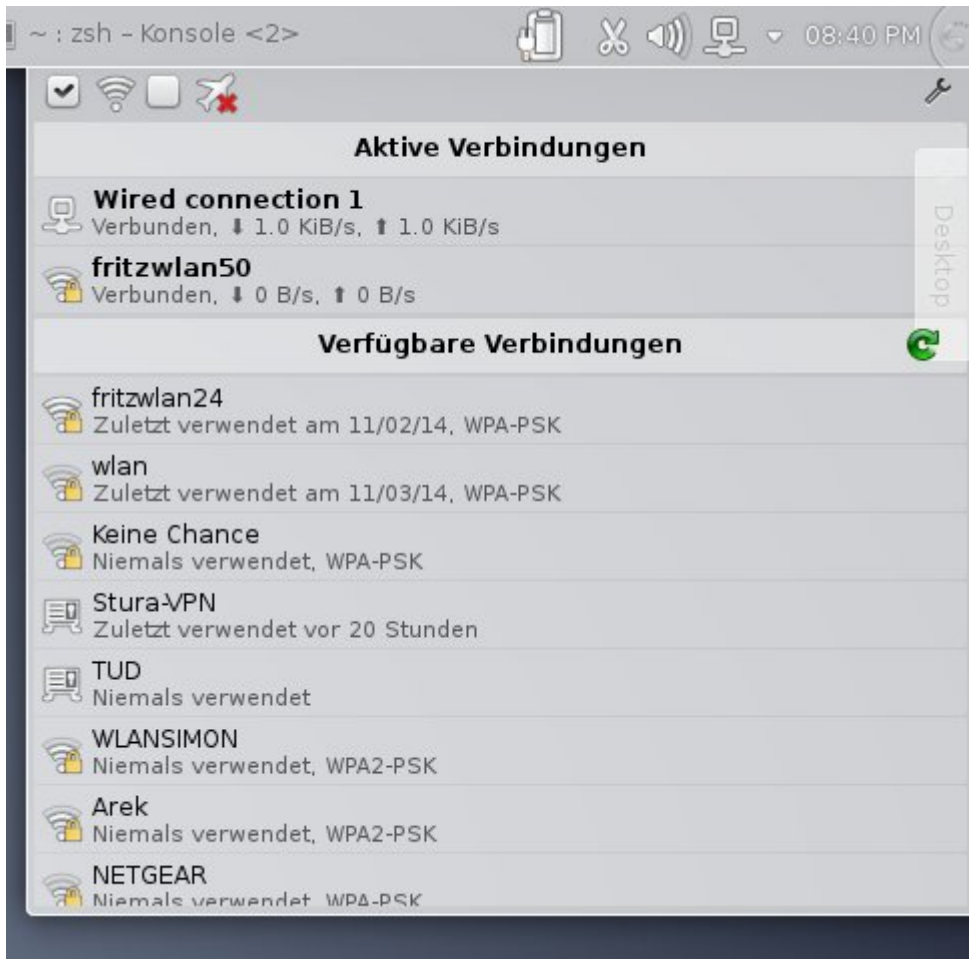 ~ : zsh – Konsole <2>
08:40 PM
Aktive Verbindungen
Wired connection 1
Verbunden, ⬇ 1.0 KiB/s, ⬆ 1.0 KiB/s
fritzwlan50
Verbunden, ⬇ 0 B/s, ⬆ 0 B/s
Desktop
Verfügbare Verbindungen
fritzwlan24
Zuletzt verwendet am 11/02/14, WPA-PSK
wlan
Zuletzt verwendet am 11/03/14, WPA-PSK
Keine Chance
Niemals verwendet, WPA-PSK
Stura-VPN
Zuletzt verwendet vor 20 Stunden
TUD
Niemals verwendet
WLANSIMON
Niemals verwendet, WPA2-PSK
Arek
Niemals verwendet, WPA2-PSK
NETGEAR
Niemals verwendet, WPA-PSK